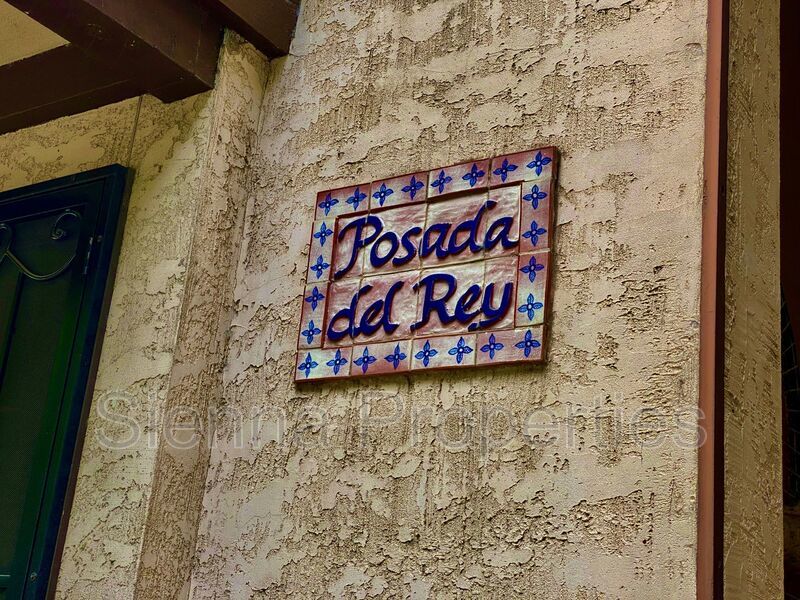 Posada
del Rey
Sienna Properties